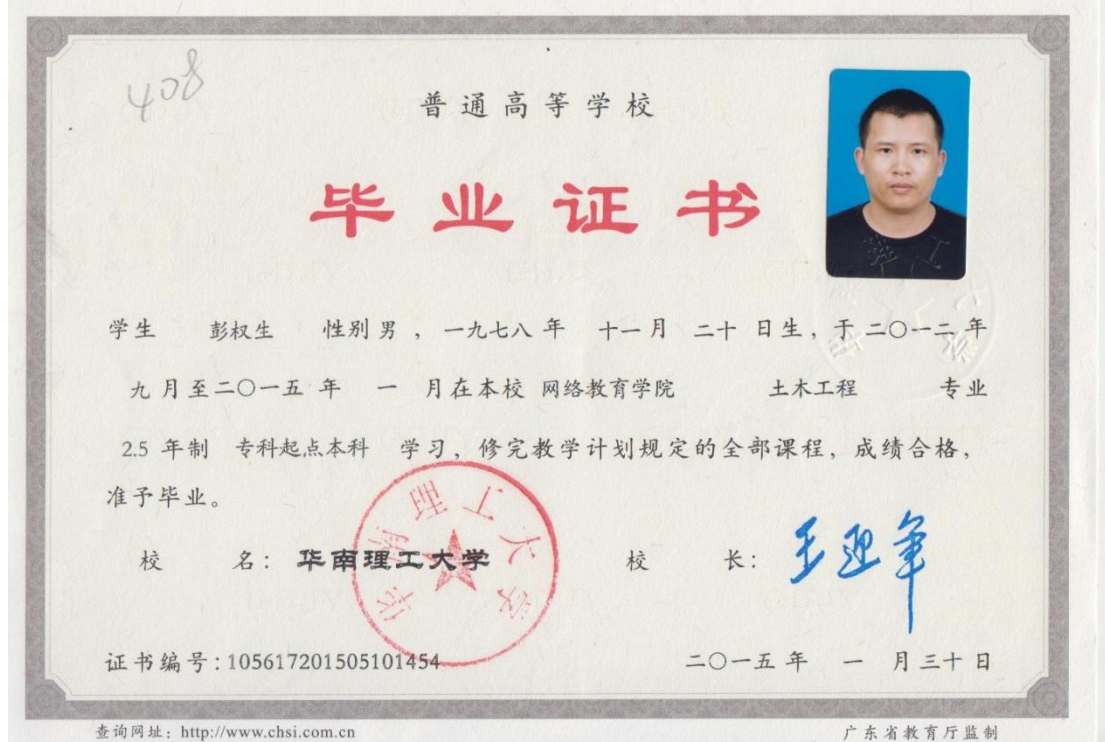 408
普通高等学校
毕业证书
学生 彭权生 性别 男 ，一九七八 年 十一 月 二十 日生，于 二〇一二 年
九 月至 二〇一五 年 一 月在本校 网络教育学院 土木工程 专业
2.5 年制 专科起点本科 学习，修完教学计划规定的全部课程，成绩合格，
准予毕业。
华南理工大学
校 名：华南理工大学 校 长：王迎军
证书编号：105617201505101454 二〇一五 年 一 月 三十 日
查询网址：http://www.chsi.com.cn 广东省教育厅监制